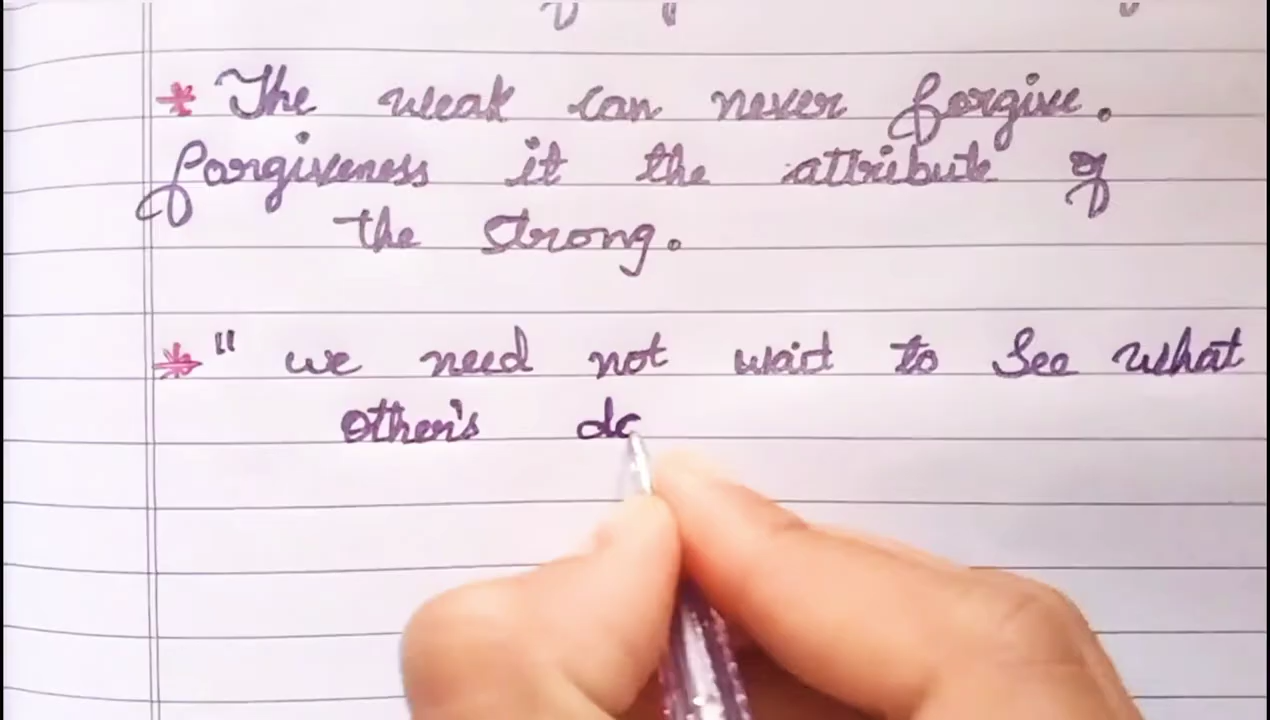 * The weak can never forgive.
forgiveness it the attribute of
the strong.
* " we need not wait to See what
other's do